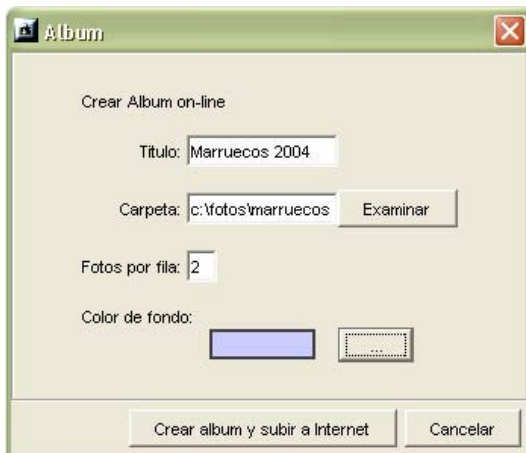 Album
Crear Album on-line
Titulo: Marruecos 2004
Carpeta: c:\fotos\marruecos Examinar
Fotos por fila: 2
Color de fondo:
...
Crear album y subir a Internet Cancelar